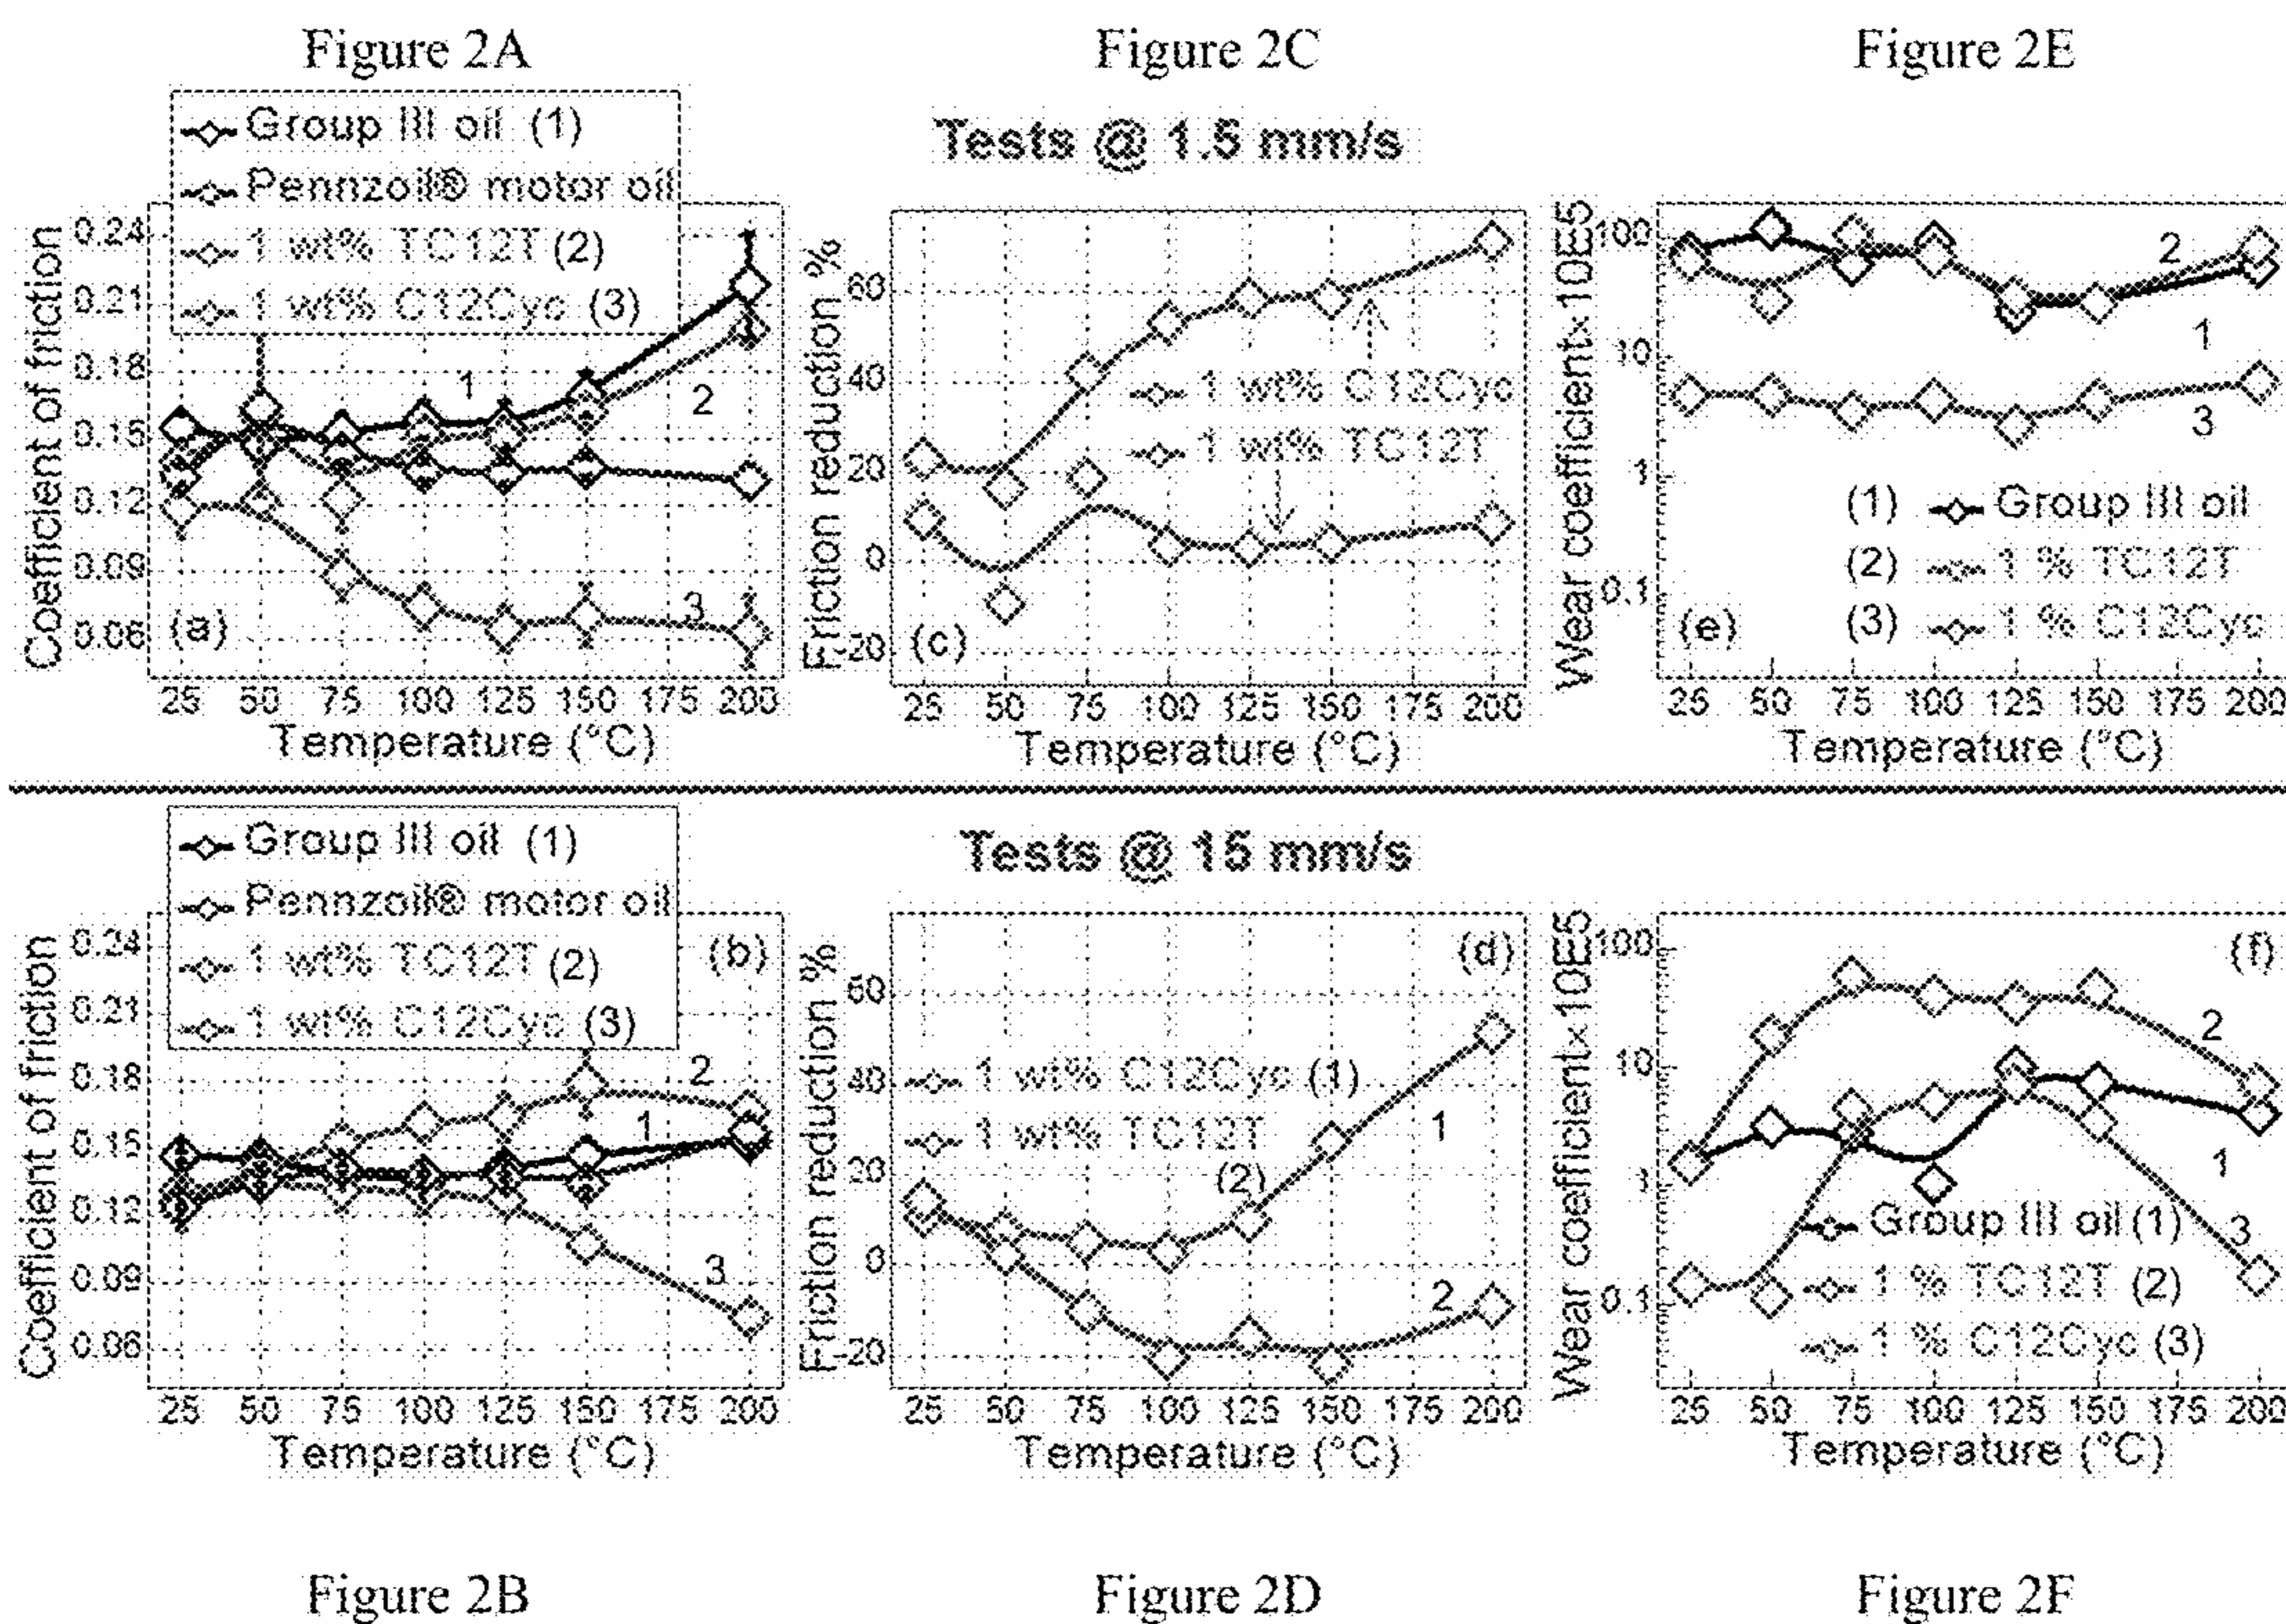 Figure 2A
Figure 2C
Figure 2E
Tests @ 1.5 mm/s
Group III oil (1)
Pennzoil® motor oil
1 wt% TC12T (2)
1 wt% C12Cyc (3)
Coefficient of friction
0.24
0.21
0.18
0.15
0.12
0.09
0.06
1
2
3
(a)
25 50 75 100 125 150 175 200
Temperature (°C)
Friction reduction %
60
40
20
0
-20
1 wt% C12Cyc
1 wt% TC12T
(c)
25 50 75 100 125 150 175 200
Temperature (°C)
Wear coefficient×10E5
100
10
1
0.1
2
1
3
(1) Group III oil
(2) 1 % TC12T
(3) 1 % C12Cyc
(e)
25 50 75 100 125 150 175 200
Temperature (°C)
Tests @ 15 mm/s
Group III oil (1)
Pennzoil® motor oil
1 wt% TC12T (2)
1 wt% C12Cyc (3)
Coefficient of friction
0.24
0.21
0.18
0.15
0.12
0.09
0.06
(b)
2
1
3
25 50 75 100 125 150 175 200
Temperature (°C)
Friction reduction %
60
40
20
0
-20
(d)
1 wt% C12Cyc (1)
1 wt% TC12T
(2)
1
2
25 50 75 100 125 150 175 200
Temperature (°C)
Wear coefficient×10E5
100
10
1
0.1
(f)
2
1
3
Group III oil (1)
1 % TC12T (2)
1 % C12Cyc (3)
25 50 75 100 125 150 175 200
Temperature (°C)
Figure 2B
Figure 2D
Figure 2F